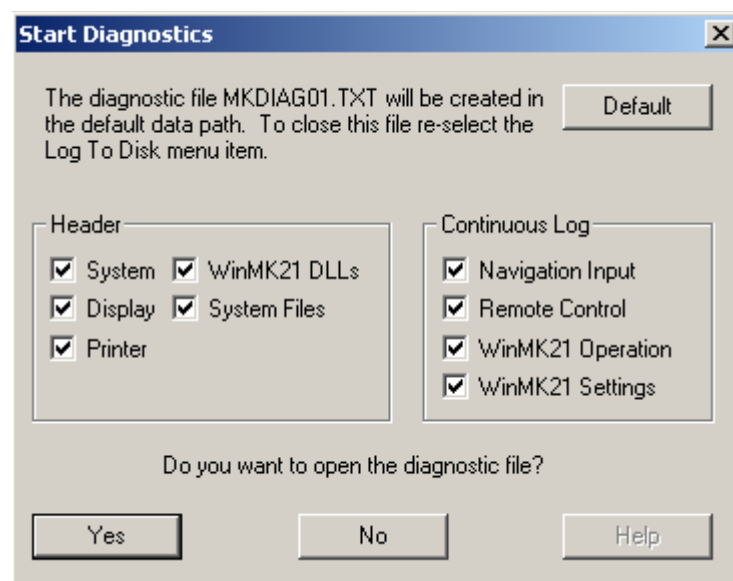 Start Diagnostics
The diagnostic file MKDIAG01.TXT will be created in
the default data path. To close this file re-select the
Log To Disk menu item.
Default
Header
System
WinMK21 DLLs
Display
System Files
Printer
Continuous Log
Navigation Input
Remote Control
WinMK21 Operation
WinMK21 Settings
Do you want to open the diagnostic file?
Yes
No
Help